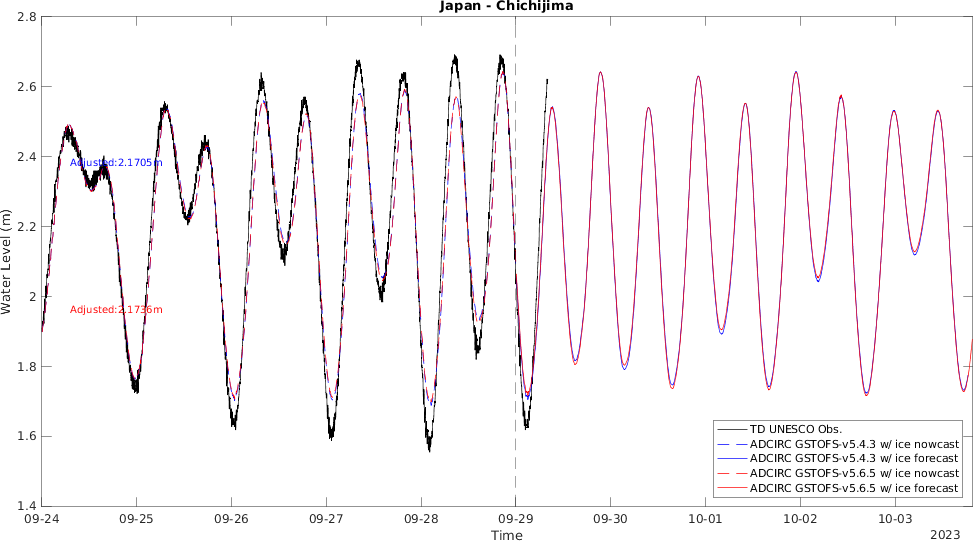 Japan - Chichijima
2.8
2.6
2.4
2.2
2
1.8
1.6
1.4
Water Level (m)
Adjusted:2.1705m
Adjusted:2.1736m
TD UNESCO Obs.
ADCIRC GSTOFS-v5.4.3 w/ ice nowcast
ADCIRC GSTOFS-v5.4.3 w/ ice forecast
ADCIRC GSTOFS-v5.6.5 w/ ice nowcast
ADCIRC GSTOFS-v5.6.5 w/ ice forecast
09-24 09-25 09-26 09-27 09-28 09-29 09-30 10-01 10-02 10-03
Time
2023